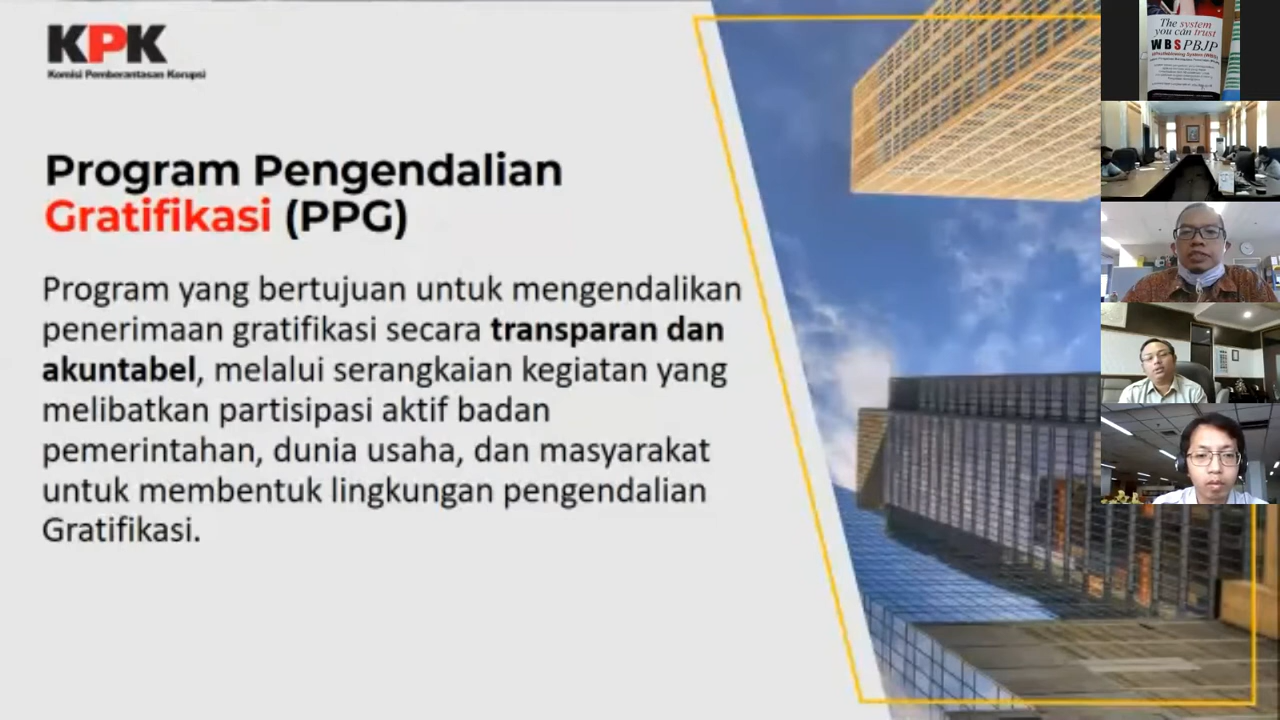 KPK
Komisi Pemberantasan Korupsi
Program Pengendalian
Gratifikasi (PPG)
Program yang bertujuan untuk mengendalikan
penerimaan gratifikasi secara transparan dan
akuntabel, melalui serangkaian kegiatan yang
melibatkan partisipasi aktif badan
pemerintahan, dunia usaha, dan masyarakat
untuk membentuk lingkungan pengendalian
Gratifikasi.
The system
you can trust
WBSPBJP